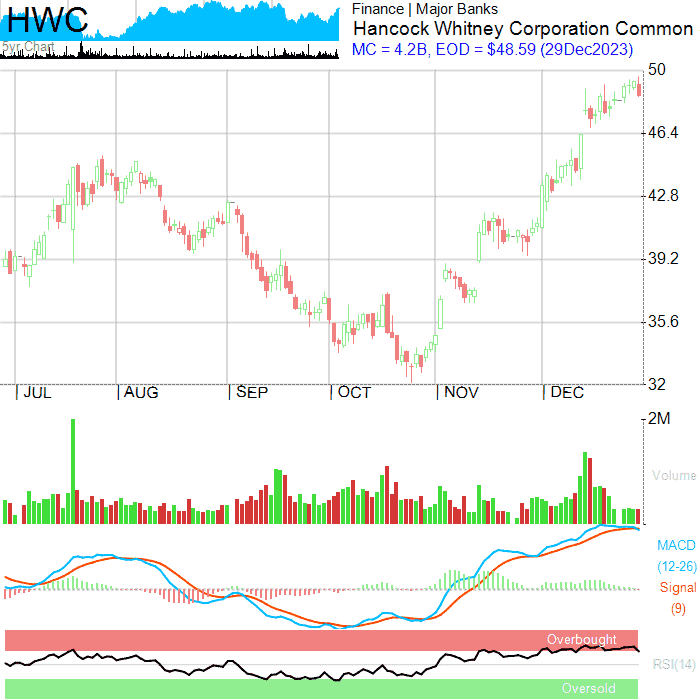 HWC
5yr Chart
Finance | Major Banks
Hancock Whitney Corporation Common
MC = 4.2B, EOD = $48.59 (29Dec2023)
50
46.4
42.8
39.2
35.6
32
JUL AUG SEP OCT NOV DEC
2M
Volume
MACD
(12-26)
Signal
(9)
Overbought
RSI(14)
Oversold